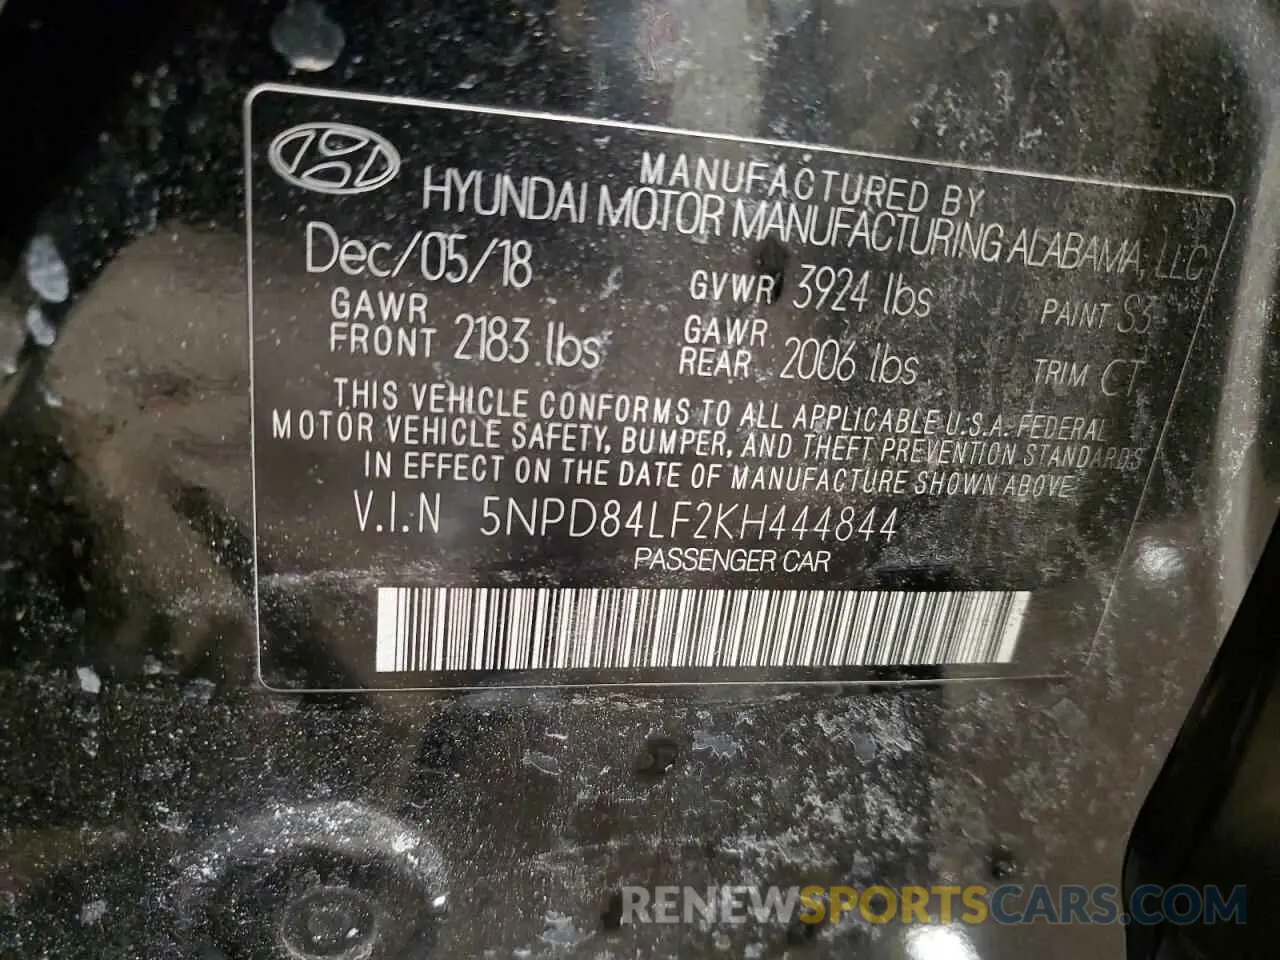 MANUFACTURED BY
HYUNDAI MOTOR MANUFACTURING ALABAMA, LLC
Dec/05/18 GVWR 3924 lbs PAINT S3
GAWR FRONT 2183 lbs GAWR REAR 2006 lbs TRIM CT
THIS VEHICLE CONFORMS TO ALL APPLICABLE U.S.A. FEDERAL
MOTOR VEHICLE SAFETY, BUMPER, AND THEFT PREVENTION STANDARDS
IN EFFECT ON THE DATE OF MANUFACTURE SHOWN ABOVE
V.I.N 5NPD84LF2KH444844
PASSENGER CAR
RENEWSPORTSCARS.COM